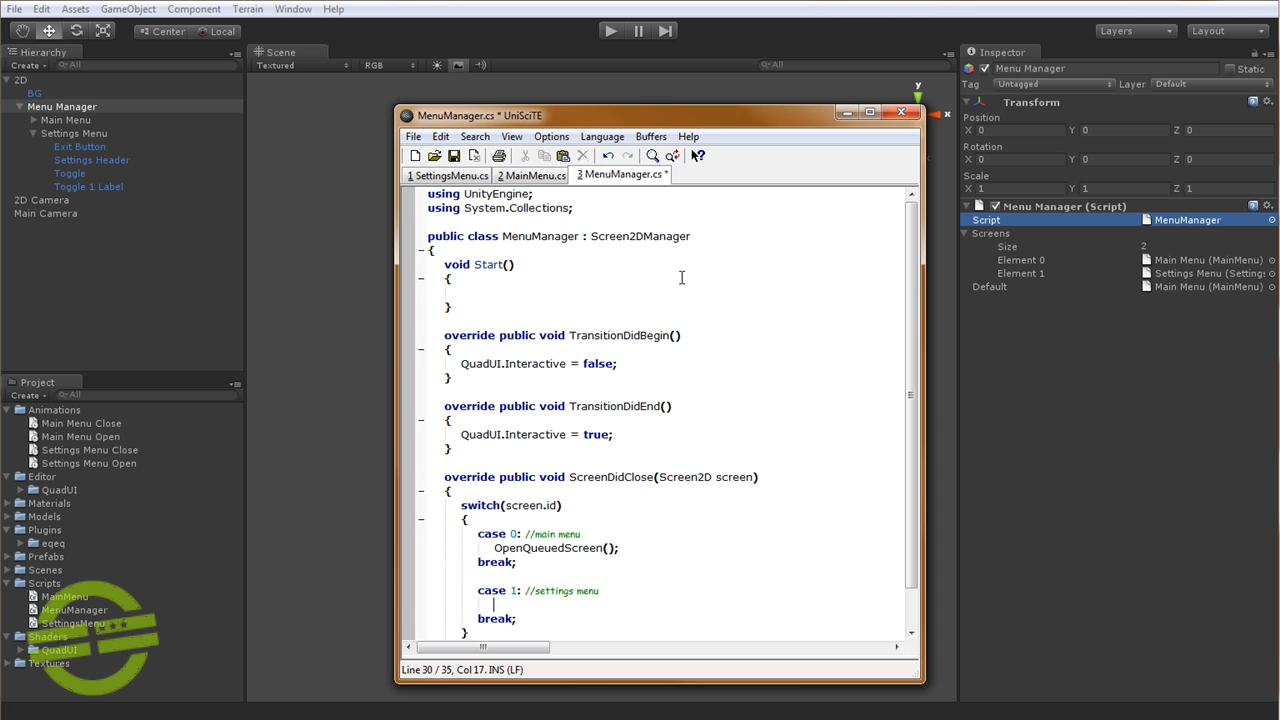 File Edit Assets GameObject Component Terrain Window Help
Center Local Layers Layout
Hierarchy
Create All
2D
BG
Menu Manager
Main Menu
Settings Menu
Exit Button
Settings Header
Toggle
Toggle 1 Label
2D Camera
Main Camera
Project
Create All
Animations
Main Menu Close
Main Menu Open
Settings Menu Close
Settings Menu Open
Editor
QuadUI
Materials
Models
Plugins
eqeq
Prefabs
Scenes
Scripts
MainMenu
MenuManager
SettingsMenu
Shaders
QuadUI
Textures
Scene
Textured RGB All
y
x
MenuManager.cs * UniSciTE
File Edit Search View Options Language Buffers Help
1 SettingsMenu.cs 2 MainMenu.cs 3 MenuManager.cs *
using UnityEngine;
using System.Collections;
public class MenuManager : Screen2DManager
{
void Start()
{
}
override public void TransitionDidBegin()
{
QuadUI.Interactive = false;
}
override public void TransitionDidEnd()
{
QuadUI.Interactive = true;
}
override public void ScreenDidClose(Screen2D screen)
{
switch(screen.id)
{
case 0: //main menu
OpenQueuedScreen();
break;
case 1: //settings menu
break;
}
Line 30 / 35, Col 17. INS (LF)
Inspector
Menu Manager Static
Tag Untagged Layer Default
Transform
Position
X 0 Y 0 Z 0
Rotation
X 0 Y 0 Z 0
Scale
X 1 Y 1 Z 1
Menu Manager (Script)
Script MenuManager
Screens
Size 2
Element 0 Main Menu (MainMenu)
Element 1 Settings Menu (Settings
Default Main Menu (MainMenu)